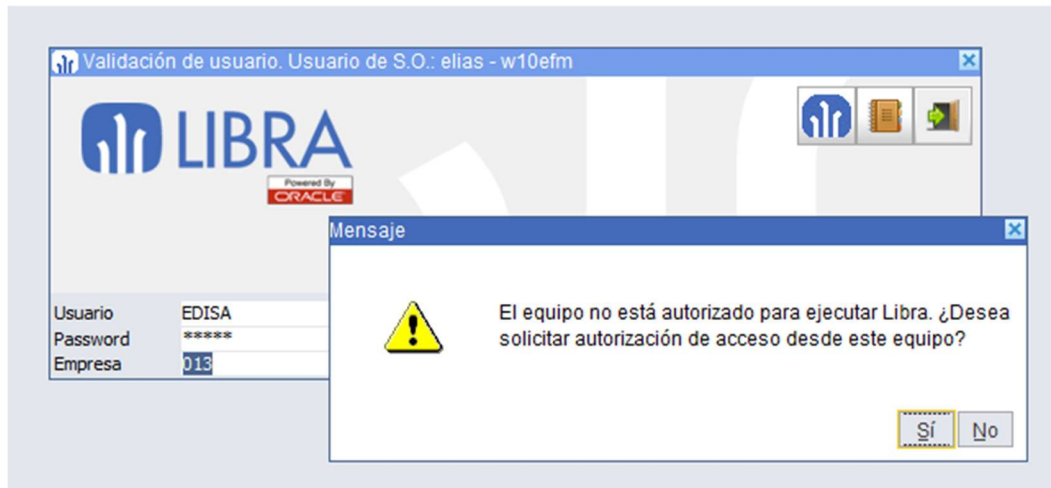 Validación de usuario. Usuario de S.O.: elias - w10efm
LIBRA
Powered By
ORACLE
Mensaje
El equipo no está autorizado para ejecutar Libra. ¿Desea
solicitar autorización de acceso desde este equipo?
Usuario EDISA
Password *****
Empresa 013
Sí No